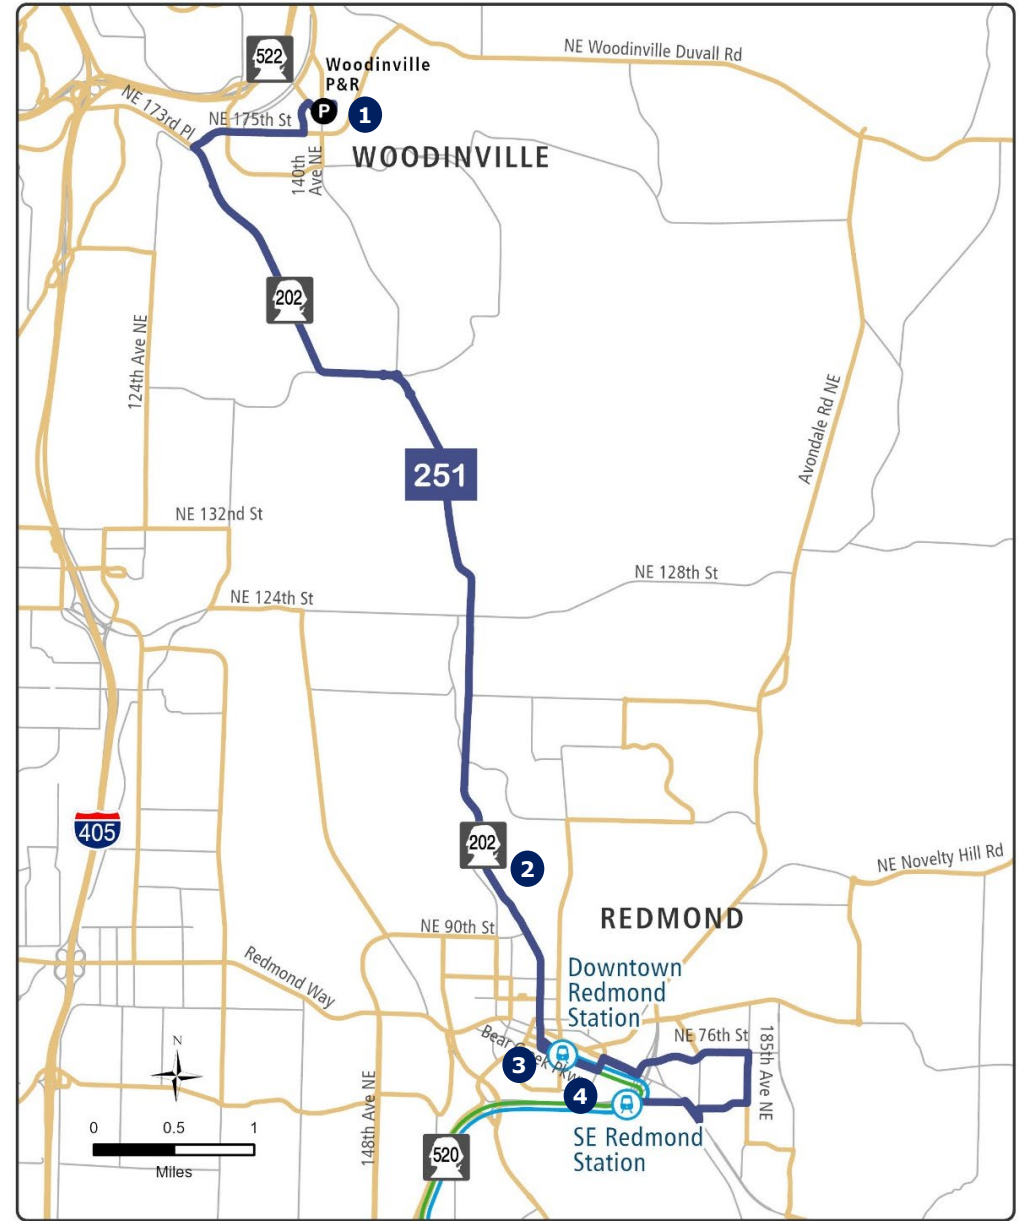 522
Woodinville
P&R
NE Woodinville Duvall Rd
P
1
NE 173rd Pl
NE 175th St
WOODINVILLE
140th
Ave NE
202
124th Ave NE
Avondale Rd NE
251
NE 132nd St
NE 128th St
NE 124th St
405
202
2
NE Novelty Hill Rd
REDMOND
NE 90th St
Redmond Way
Downtown
Redmond
Station
NE 76th St
185th Ave NE
Bear Creek Pkwy
3
4
N
148th Ave NE
0 0.5 1
Miles
SE Redmond
Station
520